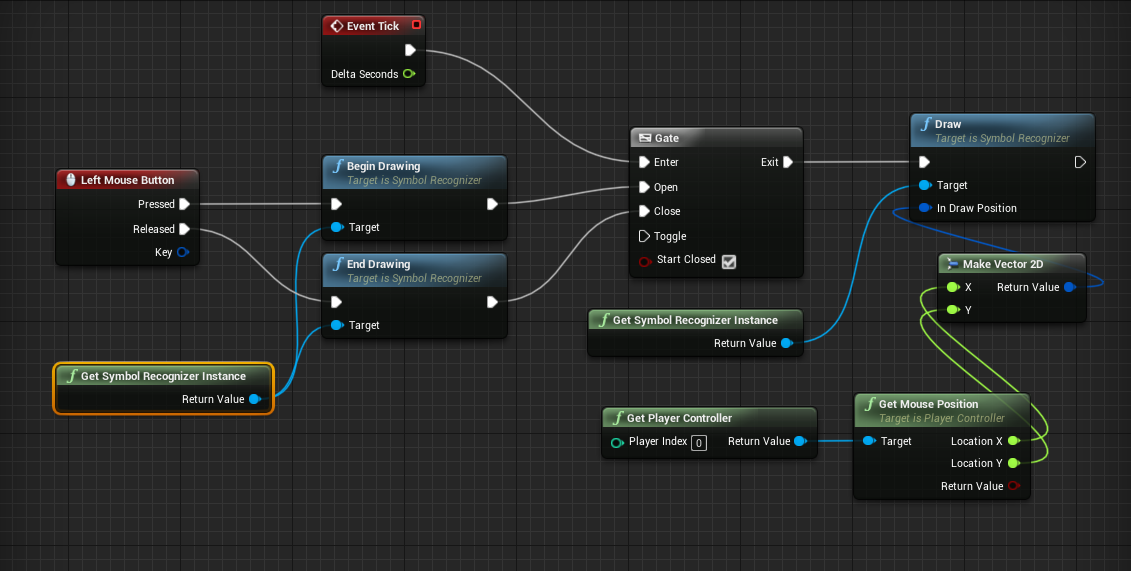 Event Tick
Delta Seconds
Left Mouse Button
Pressed
Released
Key
Begin Drawing
Target is Symbol Recognizer
Target
End Drawing
Target is Symbol Recognizer
Target
Get Symbol Recognizer Instance
Return Value
Gate
Enter Exit
Open
Close
Toggle
Start Closed
Draw
Target is Symbol Recognizer
Target
In Draw Position
Make Vector 2D
X Return Value
Y
Get Symbol Recognizer Instance
Return Value
Get Player Controller
Player Index 0 Return Value
Get Mouse Position
Target is Player Controller
Target Location X
Location Y
Return Value